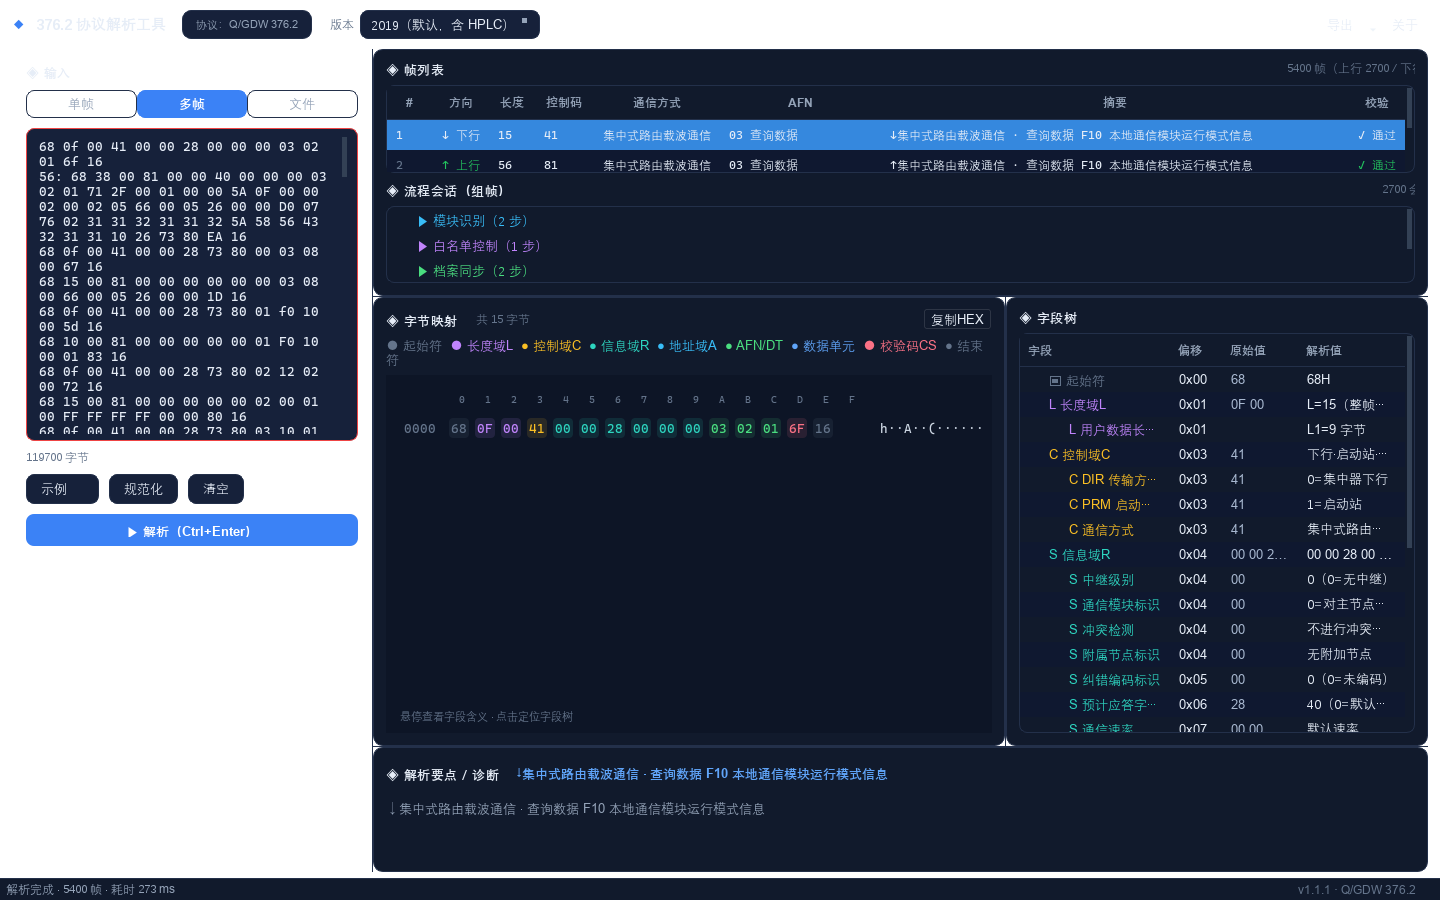 376.2 协议解析工具
协议: Q/GDW 376.2
版本
2019（默认，含 HPLC）
导出
关于
输入
单帧
多帧
文件
68 0f 00 41 00 00 28 00 00 00 03 02
01 6f 16
56: 68 38 00 81 00 00 40 00 00 00 03
02 01 71 2F 00 01 00 00 5A 0F 00 00
02 00 02 05 66 00 05 26 00 00 D0 07
76 02 31 31 32 31 31 32 5A 58 56 43
32 31 31 10 26 73 80 EA 16
68 0f 00 41 00 00 28 73 80 00 03 08
00 67 16
68 15 00 81 00 00 00 00 00 00 03 08
00 66 00 05 26 00 00 1D 16
68 0f 00 41 00 00 28 73 80 01 f0 10
00 5d 16
68 10 00 81 00 00 00 00 00 01 F0 10
00 01 83 16
68 0f 00 41 00 00 28 73 80 02 12 02
00 72 16
68 15 00 81 00 00 00 00 00 02 00 01
00 FF FF FF FF 00 00 80 16
68 0f 00 41 00 00 28 73 80 03 10 01
119700 字节
示例
规范化
清空
▶ 解析（Ctrl+Enter）
◈ 帧列表
5400 帧（上行 2700 / 下行
# 方向 长度 控制码 通信方式 AFN 摘要 校验
1 ↓ 下行 15 41 集中式路由载波通信 03 查询数据 ↓集中式路由载波通信 · 查询数据 F10 本地通信模块运行模式信息 ✓ 通过
2 ↑ 上行 56 81 集中式路由载波通信 03 查询数据 ↑集中式路由载波通信 · 查询数据 F10 本地通信模块运行模式信息 ✓ 通过
◈ 流程会话（组帧）
2700
▶ 模块识别（2 步）
▶ 白名单控制（1 步）
▶ 档案同步（2 步）
◈ 字节映射
共 15 字节
复制HEX
● 起始符 ● 长度域L ● 控制域C ● 信息域R ● 地址域A ● AFN/DT ● 数据单元 ● 校验码CS ● 结束
符
0 1 2 3 4 5 6 7 8 9 A B C D E F
0000 68 0F 00 41 00 00 28 00 00 00 03 02 01 6F 16 h··A··(······
悬停查看字段含义 · 点击定位字段树
◈ 字段树
字段 偏移 原始值 解析值
起始符 0x00 68 68H
L 长度域L 0x01 0F 00 L=15（整帧···
L 用户数据长··· 0x01 L1=9 字节
C 控制域C 0x03 41 下行·启动站····
C DIR 传输方··· 0x03 41 0=集中器下行
C PRM 启动··· 0x03 41 1=启动站
C 通信方式 0x03 41 集中式路由···
S 信息域R 0x04 00 00 2... 00 00 28 00 ...
S 中继级别 0x04 00 0（0=无中继）
S 通信模块标识 0x04 00 0=对主节点···
S 冲突检测 0x04 00 不进行冲突···
S 附属节点标识 0x04 00 无附加节点
S 纠错编码标识 0x05 00 0（0=未编码）
S 预计应答字··· 0x06 28 40（0=默认···
S 通信速率 0x07 00 00 默认速率
◈ 解析要点 / 诊断
↓集中式路由载波通信 · 查询数据 F10 本地通信模块运行模式信息
↓ 集中式路由载波通信 · 查询数据 F10 本地通信模块运行模式信息
解析完成 · 5400 帧 · 耗时 273 ms
v1.1.1 · Q/GDW 376.2